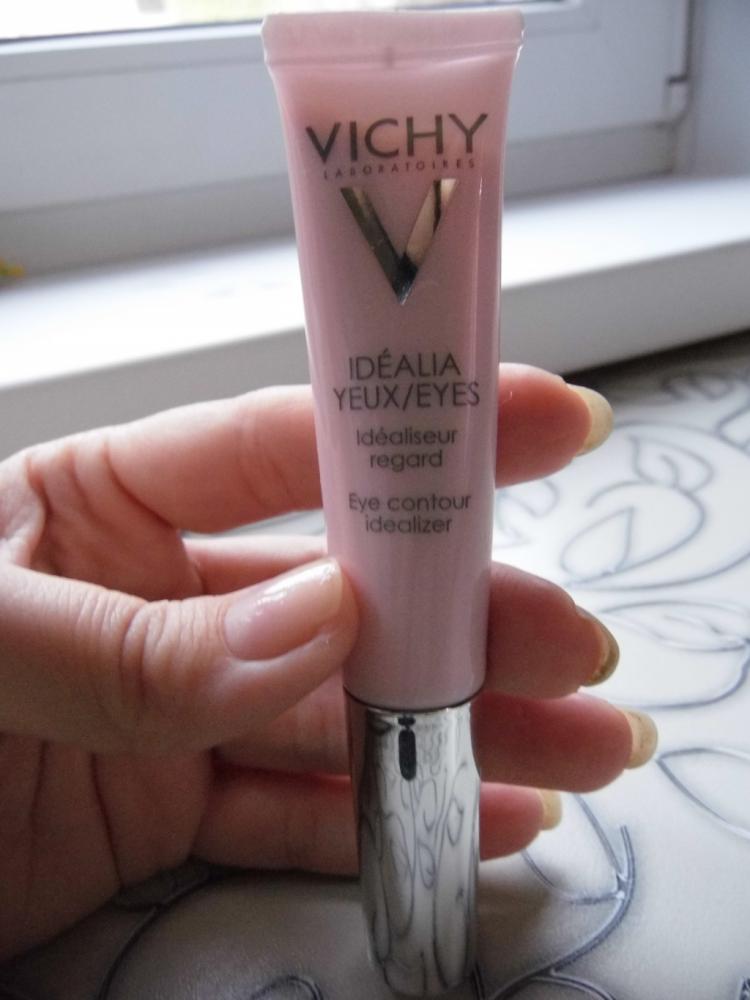 VICHY
LABORATOIRES
V
IDÉALIA
YEUX/EYES
Idéaliseur
regard
Eye contour
idealizer